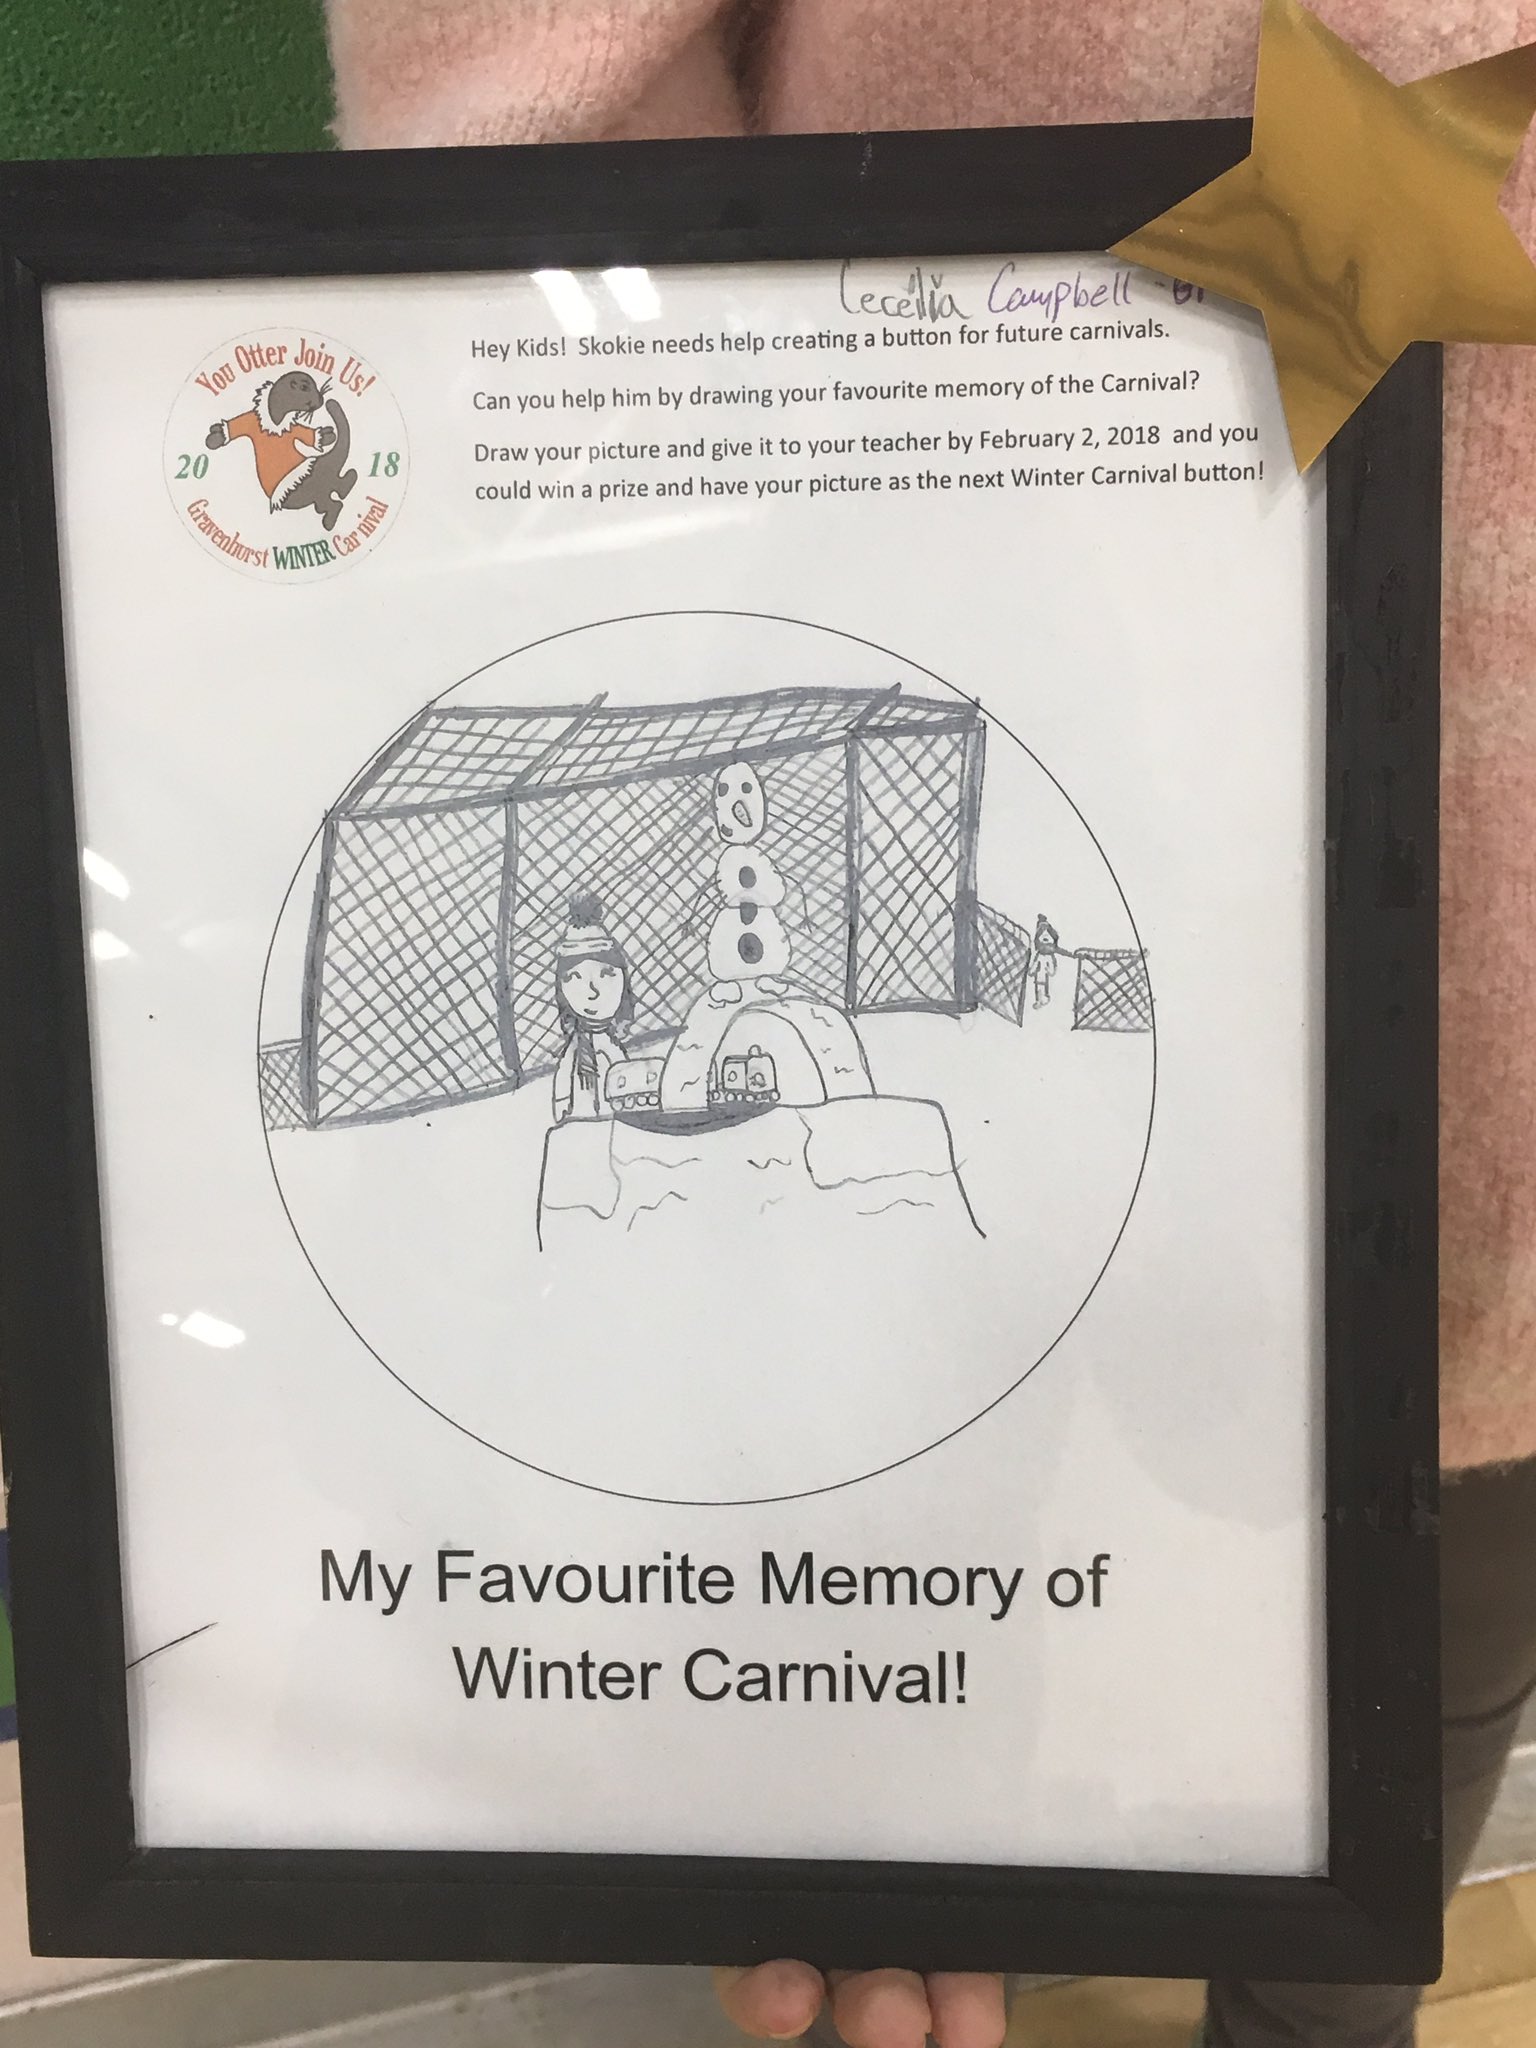 Cecelia Campbell
Hey Kids! Skokie needs help creating a button for future carnivals.
Can you help him by drawing your favourite memory of the Carnival?
Draw your picture and give it to your teacher by February 2, 2018 and you
could win a prize and have your picture as the next Winter Carnival button!
You Otter Join Us!
20 18
Gravenhurst WINTER Carnival
My Favourite Memory of
Winter Carnival!